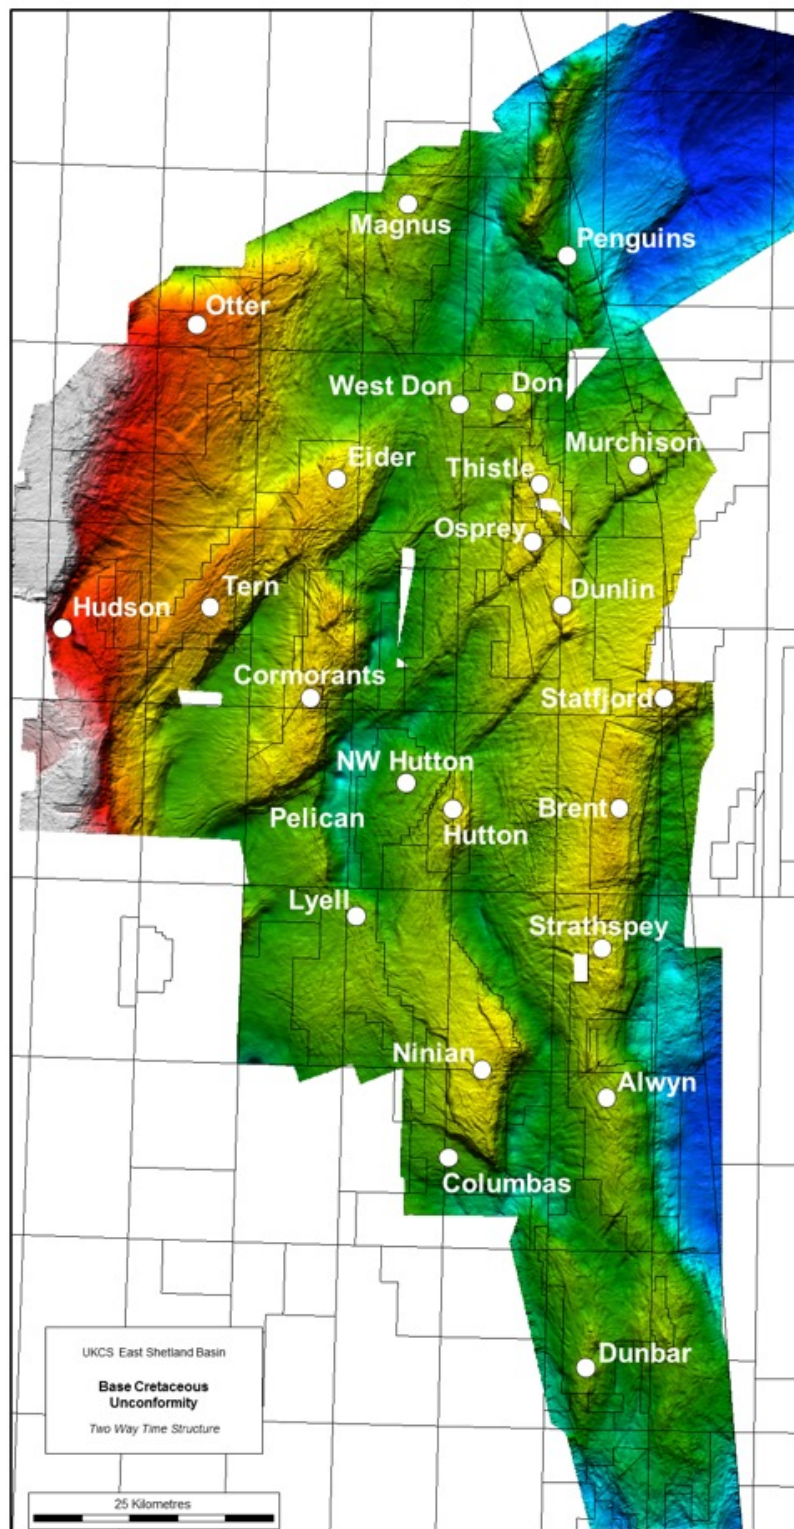 Magnus
Penguins
Otter
West Don
Don
Murchison
Eider
Thistle
Osprey
Tern
Dunlin
Hudson
Cormorants
Statfjord
NW Hutton
Brent
Pelican
Hutton
Lyell
Strathspey
Ninian
Alwyn
Columbas
Dunbar
UKCS East Shetland Basin
Base Cretaceous
Unconformity
Two Way Time Structure
25 Kilometres